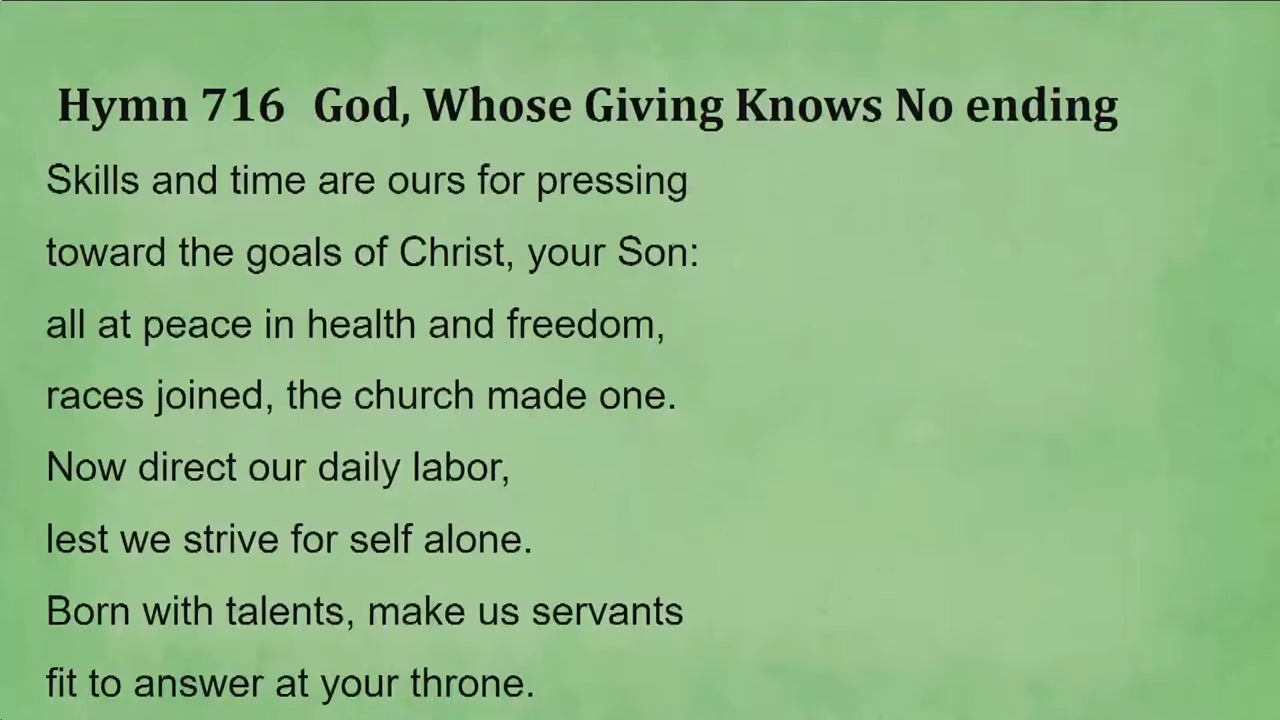 Hymn 716 God, Whose Giving Knows No ending
Skills and time are ours for pressing
toward the goals of Christ, your Son:
all at peace in health and freedom,
races joined, the church made one.
Now direct our daily labor,
lest we strive for self alone.
Born with talents, make us servants
fit to answer at your throne.